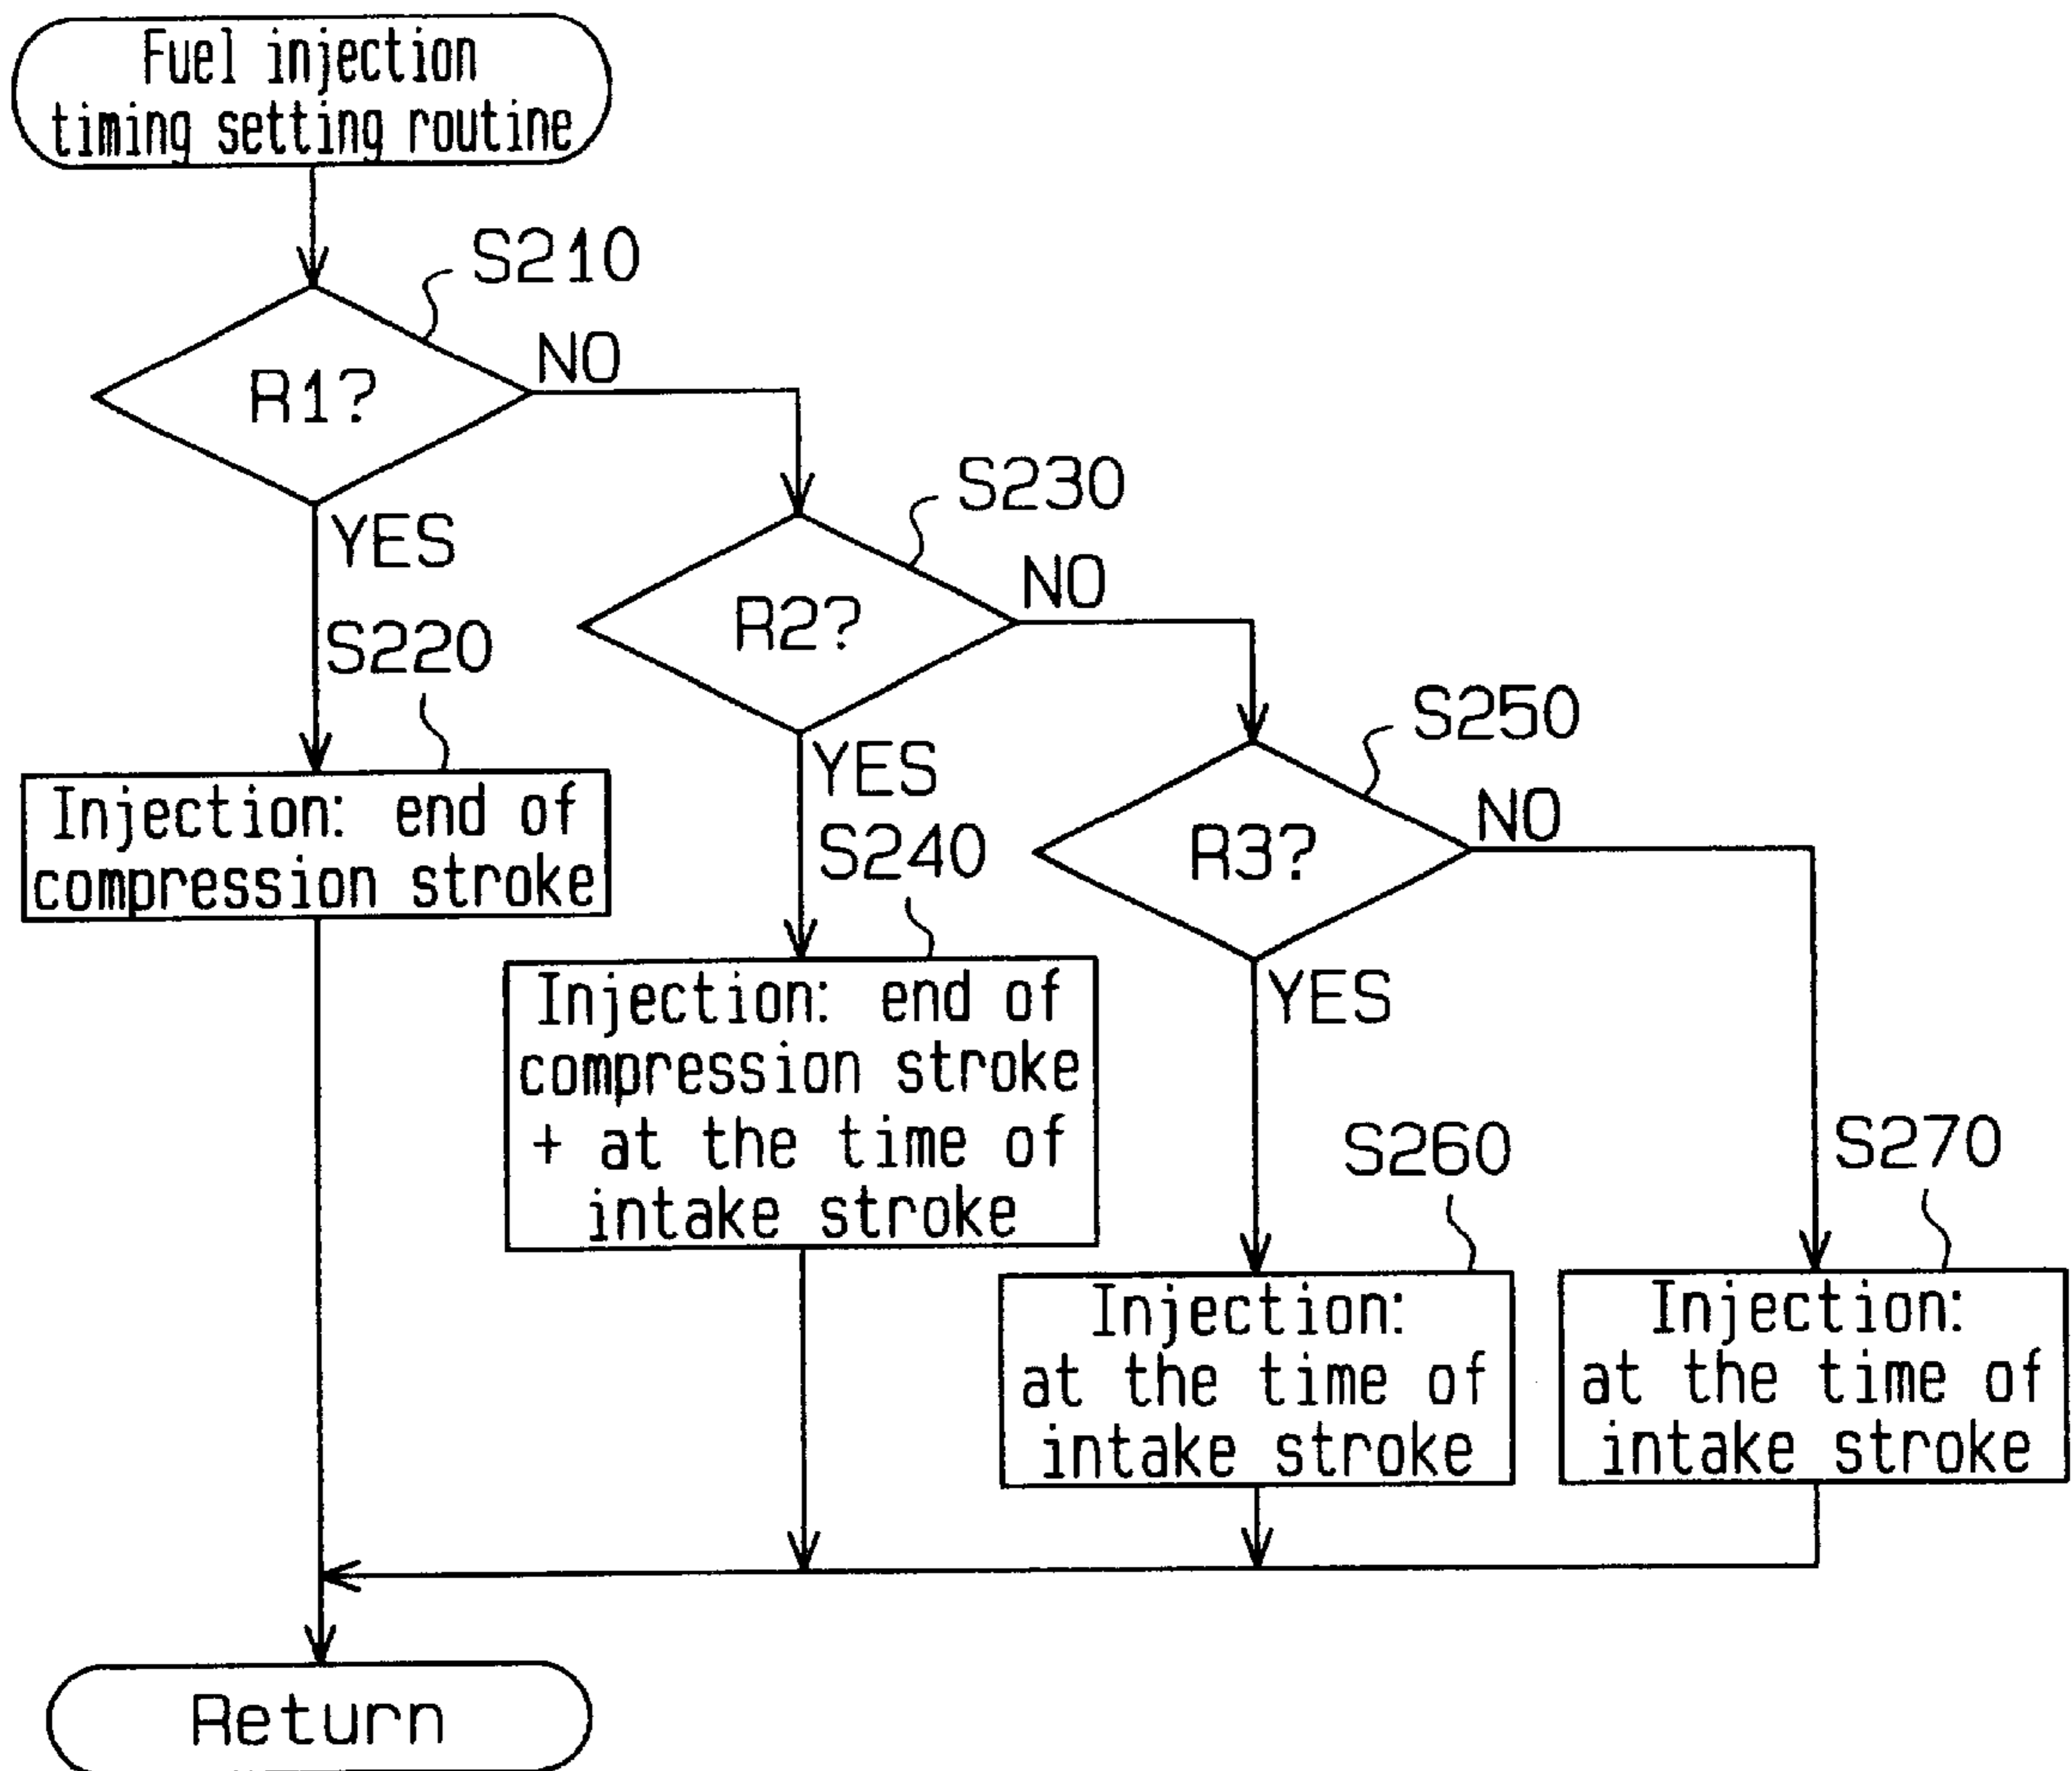 Fuel injection
timing setting routine
S210
R1?
NO
YES
S220
Injection: end of
compression stroke
S230
R2?
NO
YES
S240
Injection: end of
compression stroke
+ at the time of
intake stroke
S250
R3?
NO
YES
S260
Injection:
at the time of
intake stroke
S270
Injection:
at the time of
intake stroke
Return